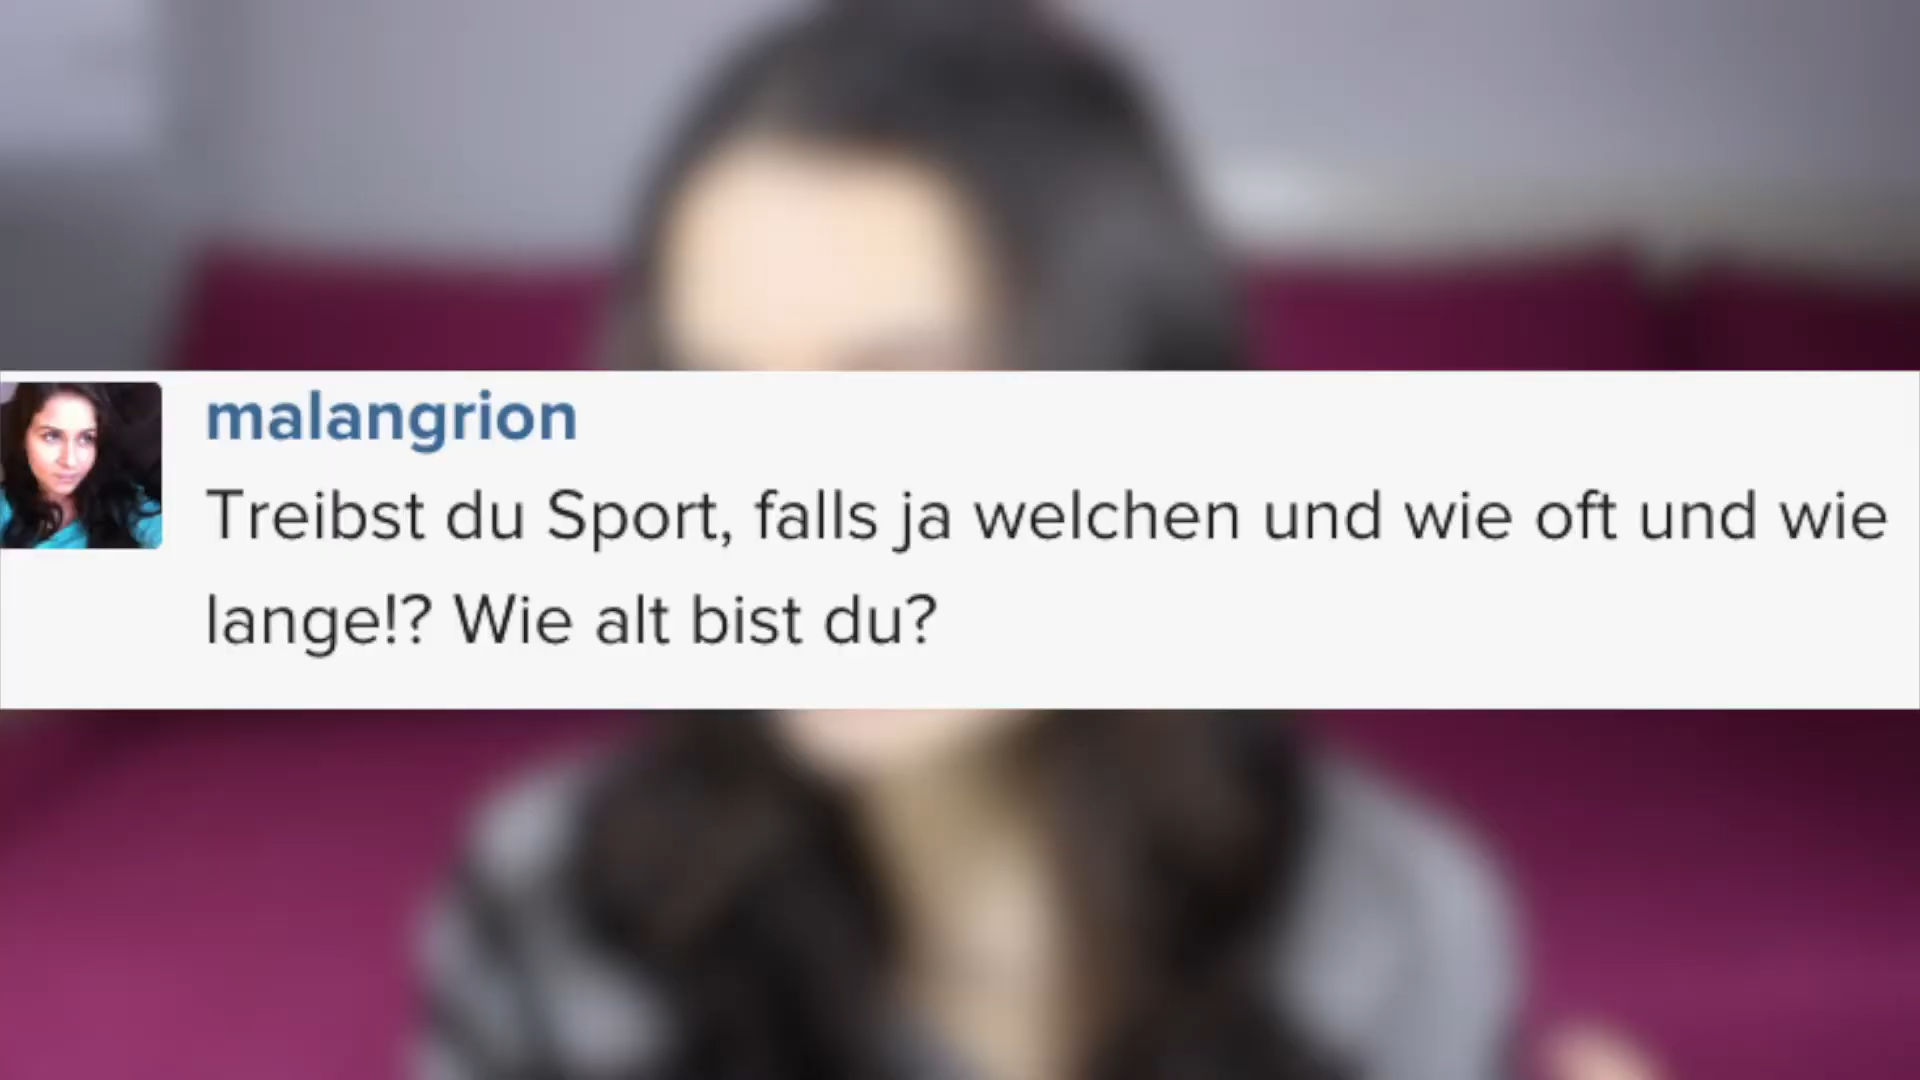 malangrion
Treibst du Sport, falls ja welchen und wie oft und wie
lange!? Wie alt bist du?